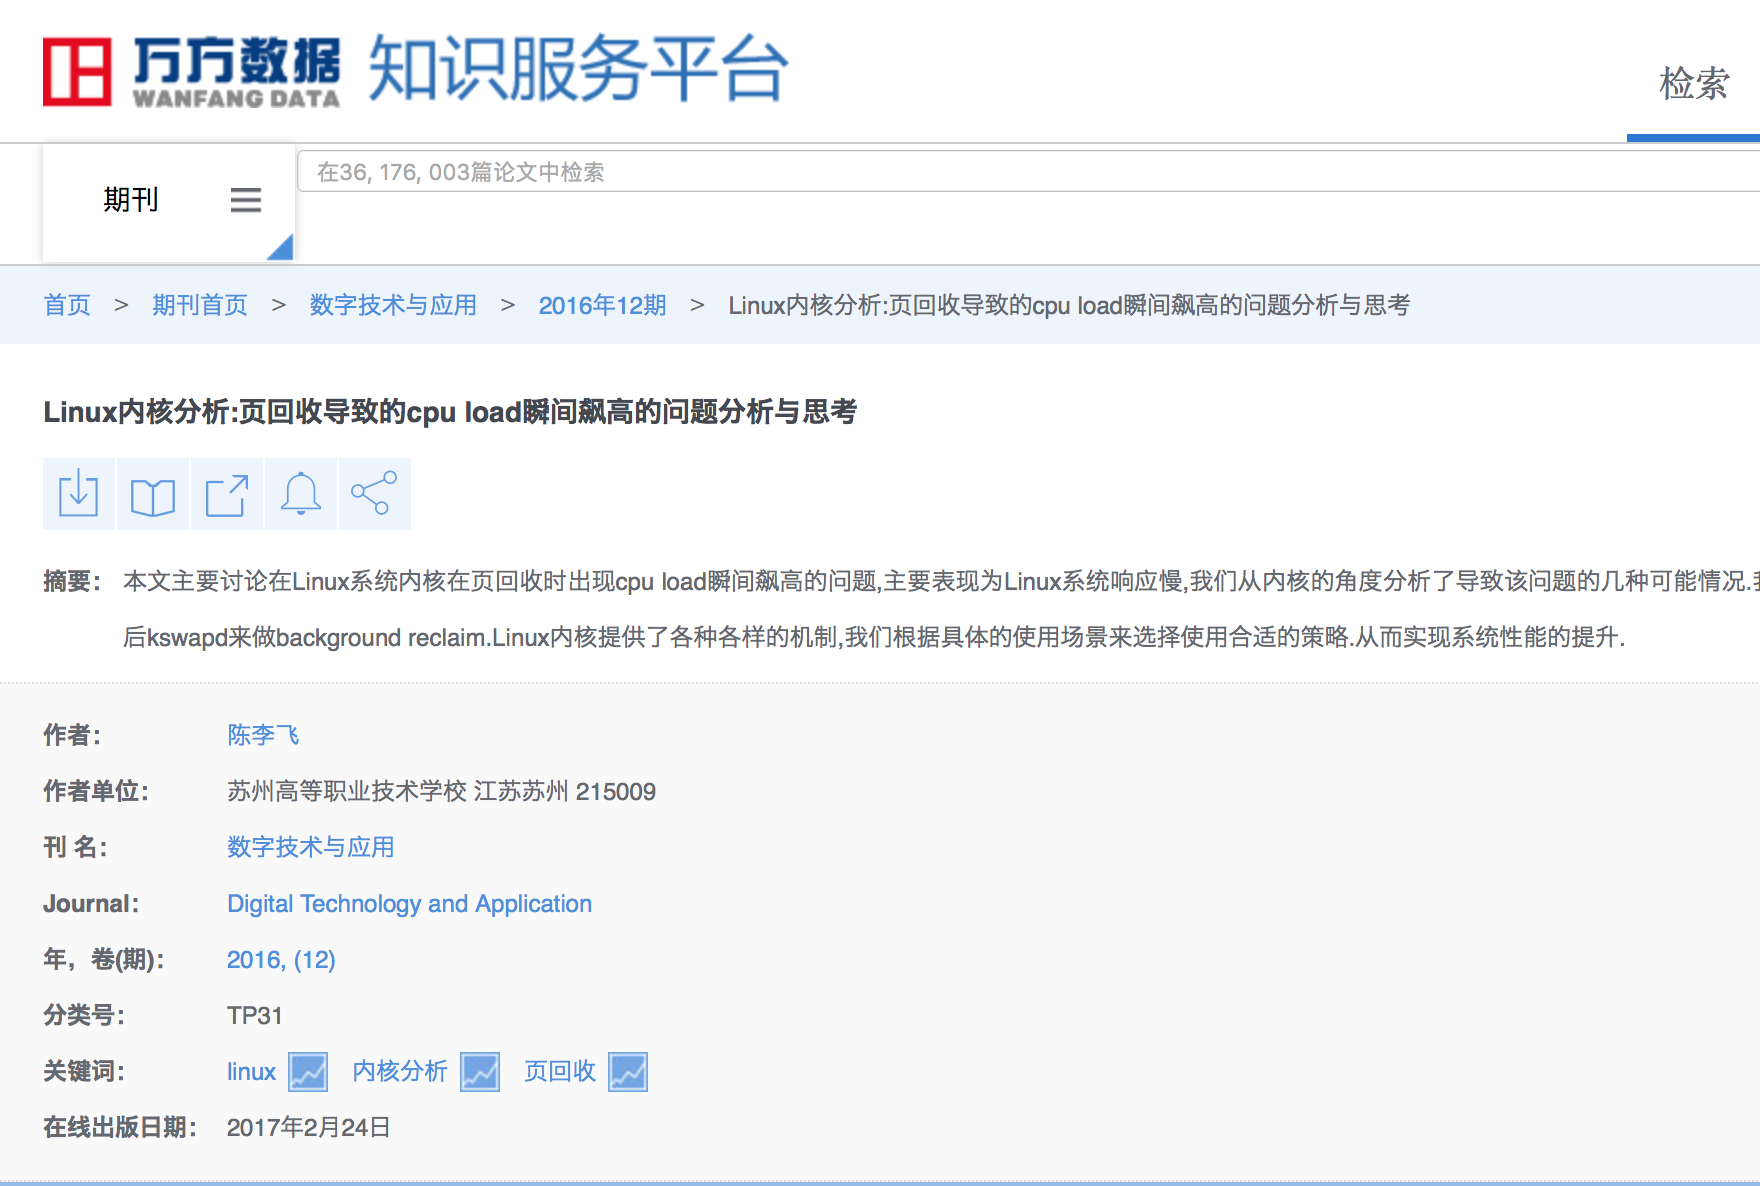 万方数据 知识服务平台
WANFANG DATA
检索
期刊
在36, 176, 003篇论文中检索
首页 > 期刊首页 > 数字技术与应用 > 2016年12期 > Linux内核分析:页回收导致的cpu load瞬间飙高的问题分析与思考
Linux内核分析:页回收导致的cpu load瞬间飙高的问题分析与思考
摘要： 本文主要讨论在Linux系统内核在页回收时出现cpu load瞬间飙高的问题,主要表现为Linux系统响应慢,我们从内核的角度分析了导致该问题的几种可能情况.
后kswapd来做background reclaim.Linux内核提供了各种各样的机制,我们根据具体的使用场景来选择使用合适的策略.从而实现系统性能的提升.
作者： 陈李飞
作者单位： 苏州高等职业技术学校 江苏苏州 215009
刊 名： 数字技术与应用
Journal： Digital Technology and Application
年，卷(期)： 2016, (12)
分类号： TP31
关键词： linux 内核分析 页回收
在线出版日期： 2017年2月24日